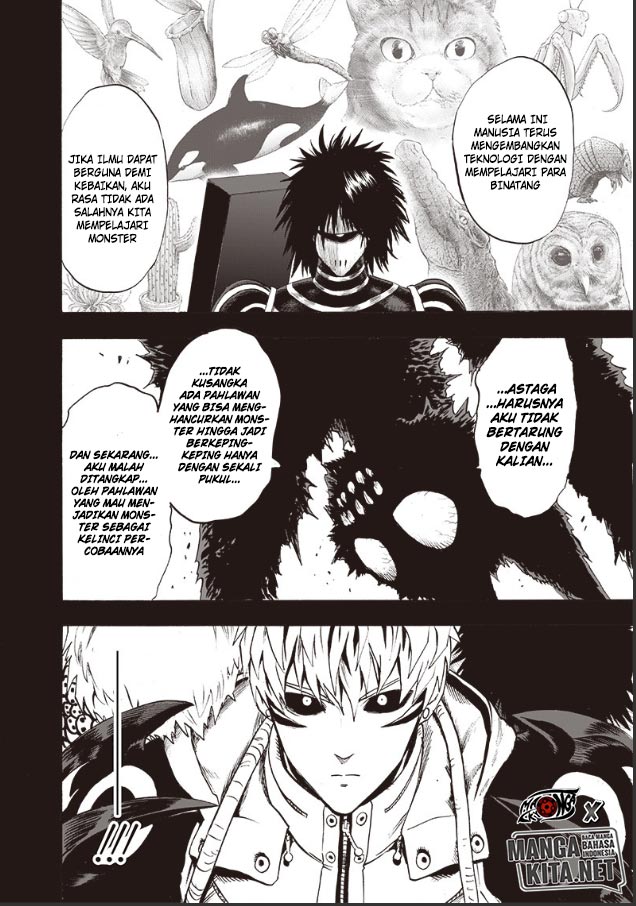 SELAMA INI
MANUSIA TERUS
MENGEMBANGKAN
TEKNOLOGI DENGAN
MEMPELAJARI PARA
BINATANG
JIKA ILMU DAPAT
BERGUNA DEMI
KEBAIKAN, AKU
RASA TIDAK ADA
SALAHNYA KITA
MEMPELAJARI
MONSTER
...ASTAGA
...HARUSNYA
AKU TIDAK
BERTARUNG
DENGAN
KALIAN...
...TIDAK
KUSANGKA
ADA PAHLAWAN
YANG BISA MENG-
HANCURKAN MONS-
TER HINGGA JADI
BERKEPING-
KEPING HANYA
DENGAN SEKALI
PUKUL...
DAN SEKARANG...
AKU MALAH
DITANGKAP...
OLEH PAHLAWAN
YANG MAU MEN-
JADIKAN MONS-
TER SEBAGAI
KELINCI PER-
COBAANNYA
!!!!
X
MANGA
BACA MANGA
BAHASA
INDONESIA
KITA.NET